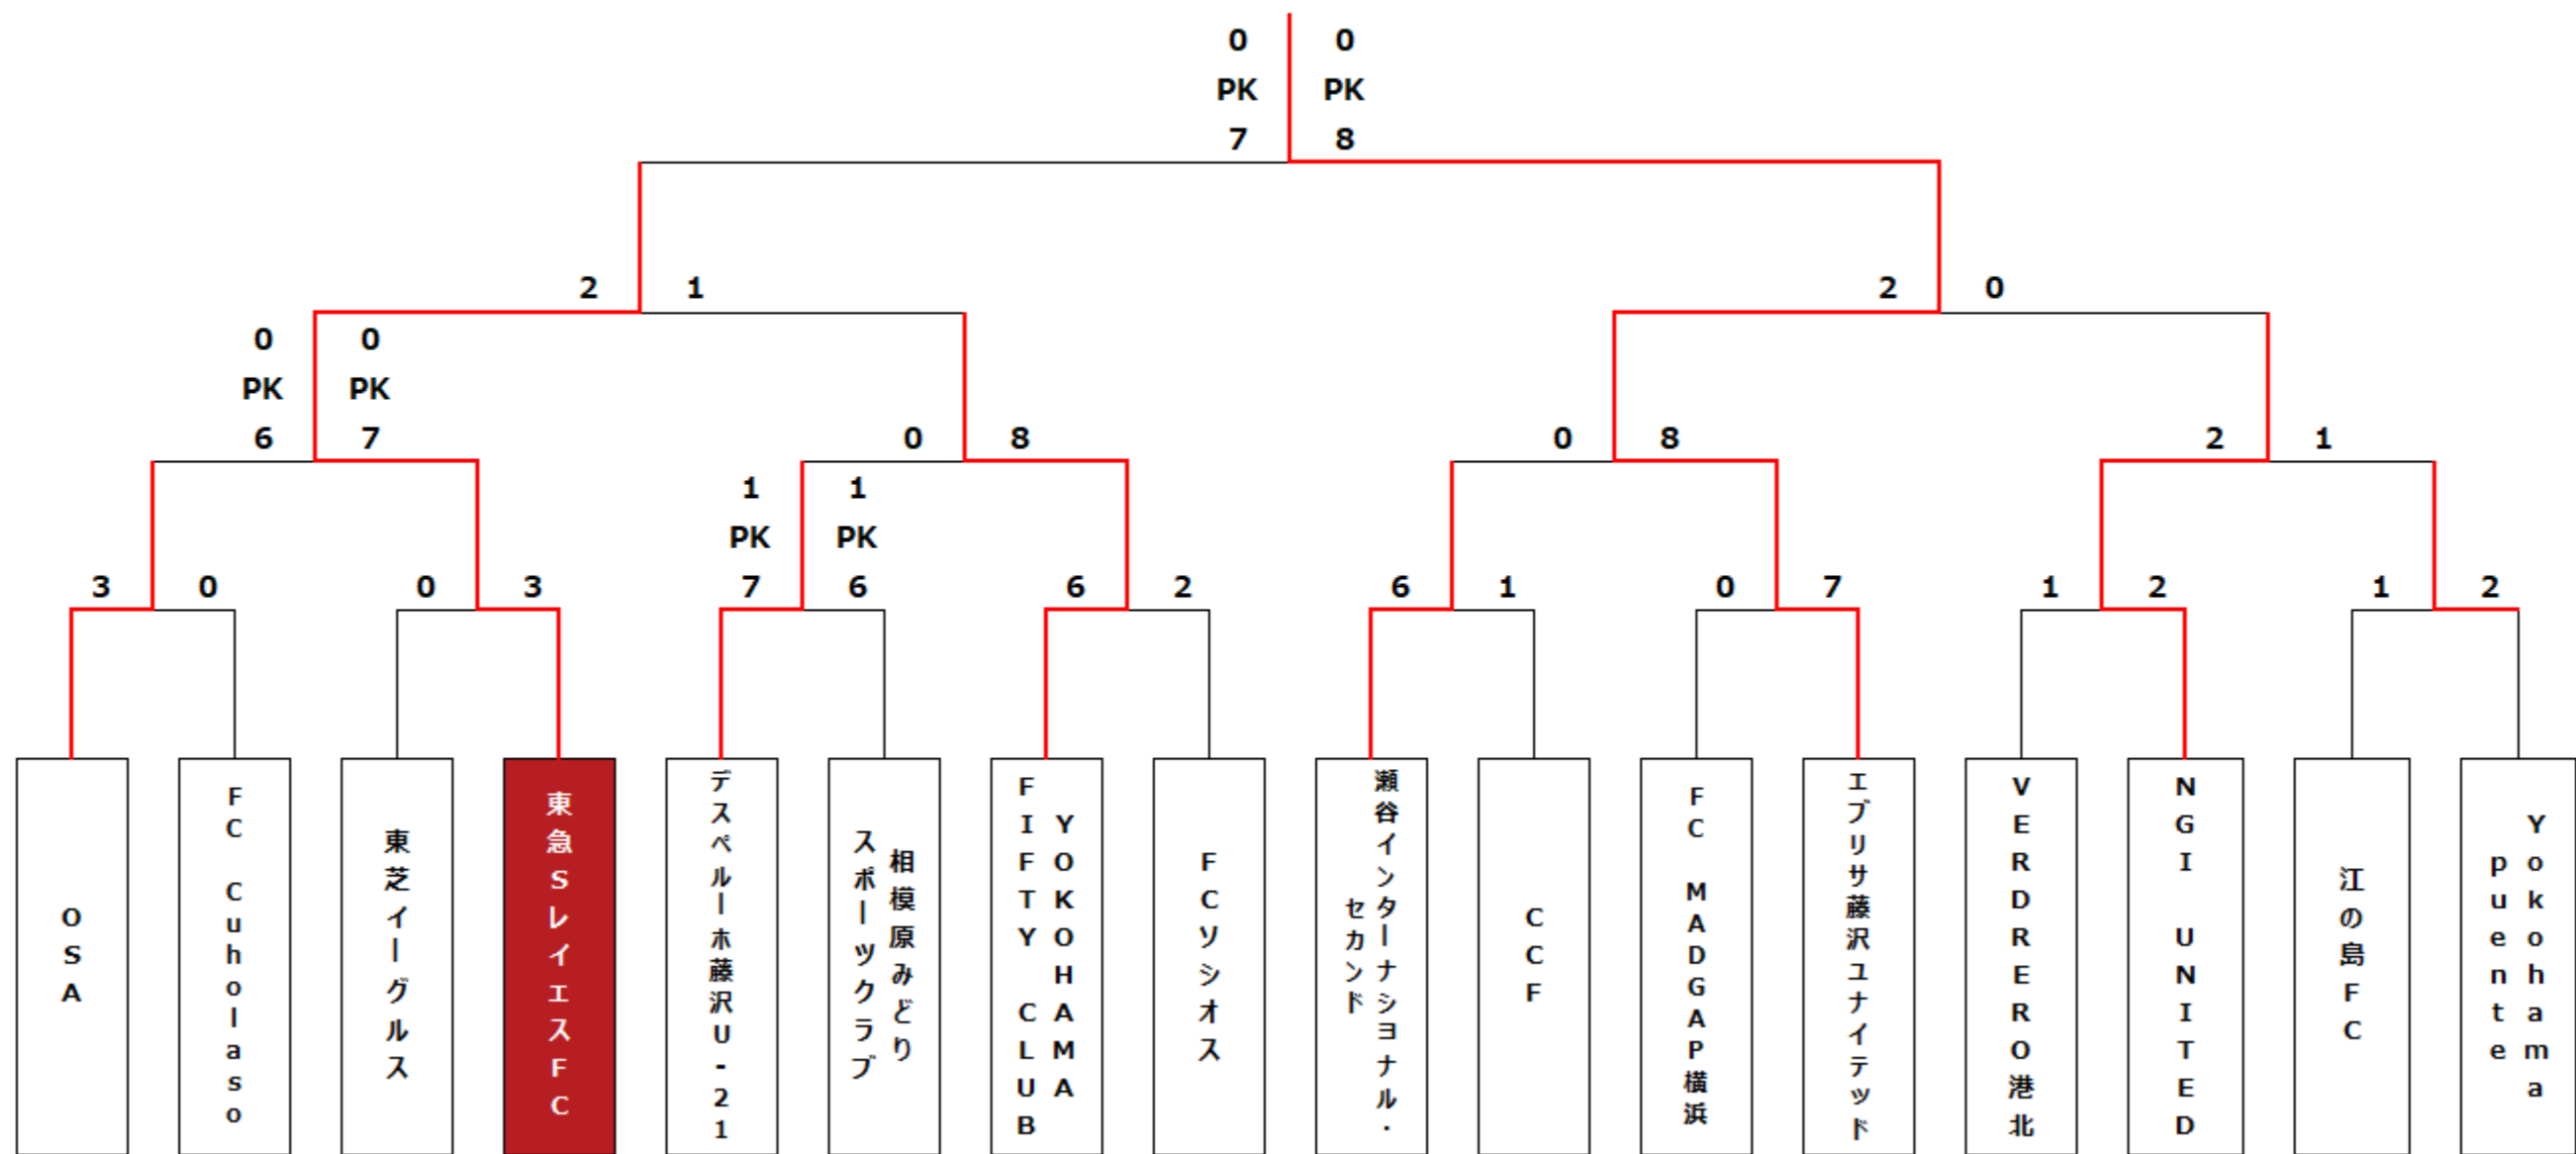 0 0
PK PK
7 8
2 1
2 0
0 0
PK PK
6 7
0 8
0 8
2 1
1 1
PK PK
7 6
3 0
0 3
6 2
6 1
0 7
1 2
1 2
OSA
FC Cuholaso
東芝イーグルス
東急SレイエスFC
デスペルーホ藤沢U-21
相模原みどり
スポーツクラブ
YOKOHAMA
FIFTY CLUB
FCソシオス
瀬谷インターナショナル・
セカンド
CCF
FC MADGAP横浜
エブリサ藤沢ユナイテッド
VERDRERO港北
NGI UNITED
江の島FC
Yokohama
puente